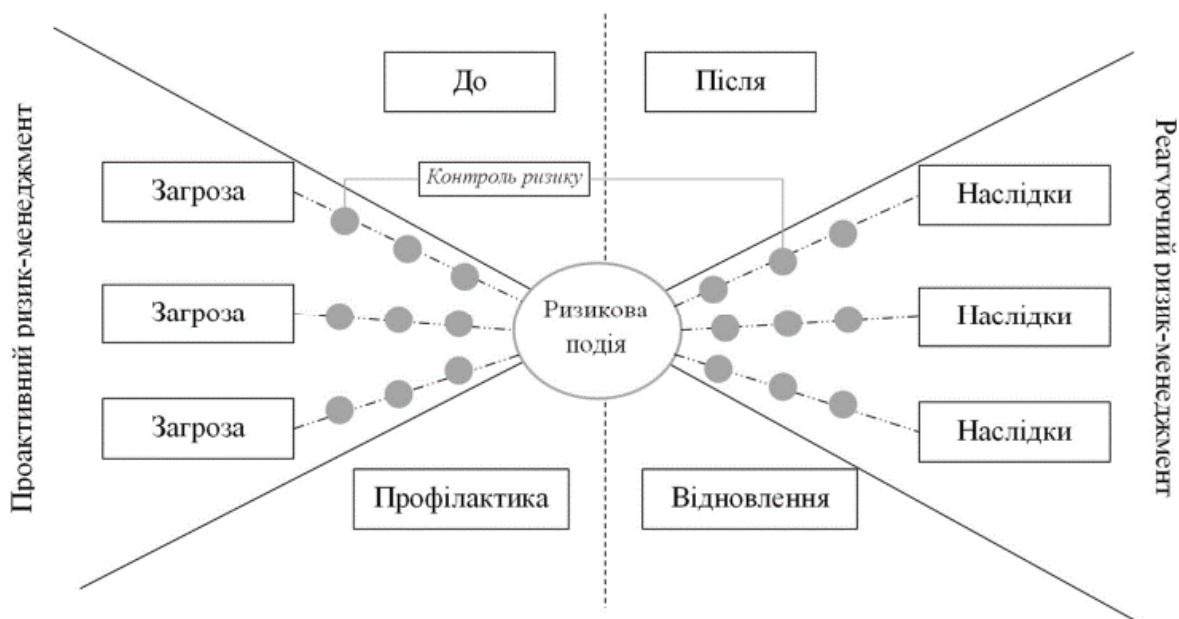 До
Після
Проактивний ризик-менеджмент
Реагуючий ризик-менеджмент
Контроль ризику
Загроза
Наслідки
Загроза
Ризикова
подія
Наслідки
Загроза
Наслідки
Профілактика
Відновлення